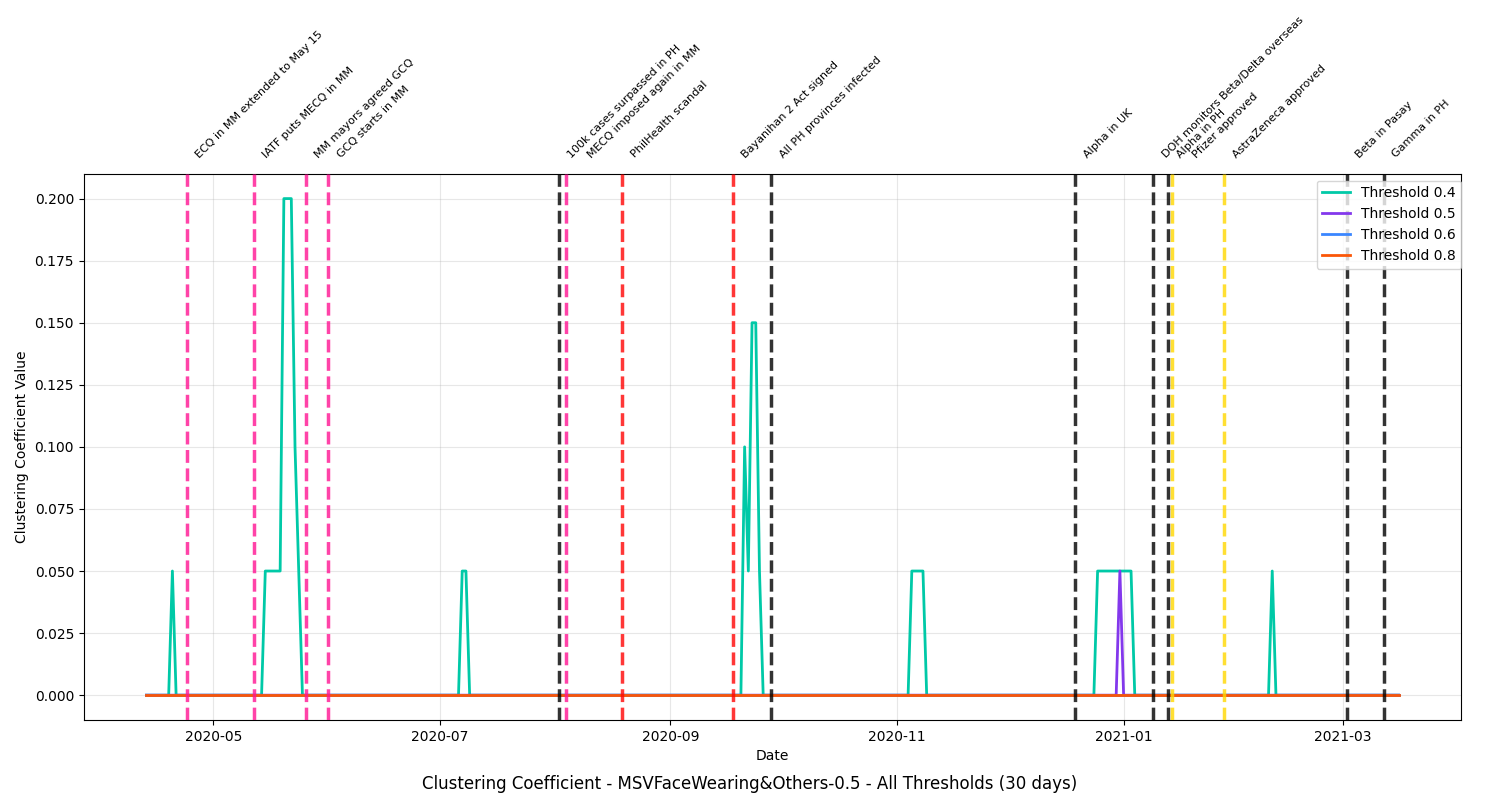 ECQ in MM extended to May 15
IATF puts MECQ in MM
MM mayors agreed GCQ
GCQ starts in MM
100k cases surpassed in PH
MECQ imposed again in MM
PhilHealth scandal
Bayanihan 2 Act signed
All PH provinces infected
Alpha in UK
DOH monitors Beta/Delta overseas
Alpha in PH
Pfizer approved
AstraZeneca approved
Beta in Pasay
Gamma in PH
Threshold 0.4
Threshold 0.5
Threshold 0.6
Threshold 0.8
Clustering Coefficient Value
0.200
0.175
0.150
0.125
0.100
0.075
0.050
0.025
0.000
2020-05
2020-07
2020-09
2020-11
2021-01
2021-03
Date
Clustering Coefficient - MSVFaceWearing&Others-0.5 - All Thresholds (30 days)